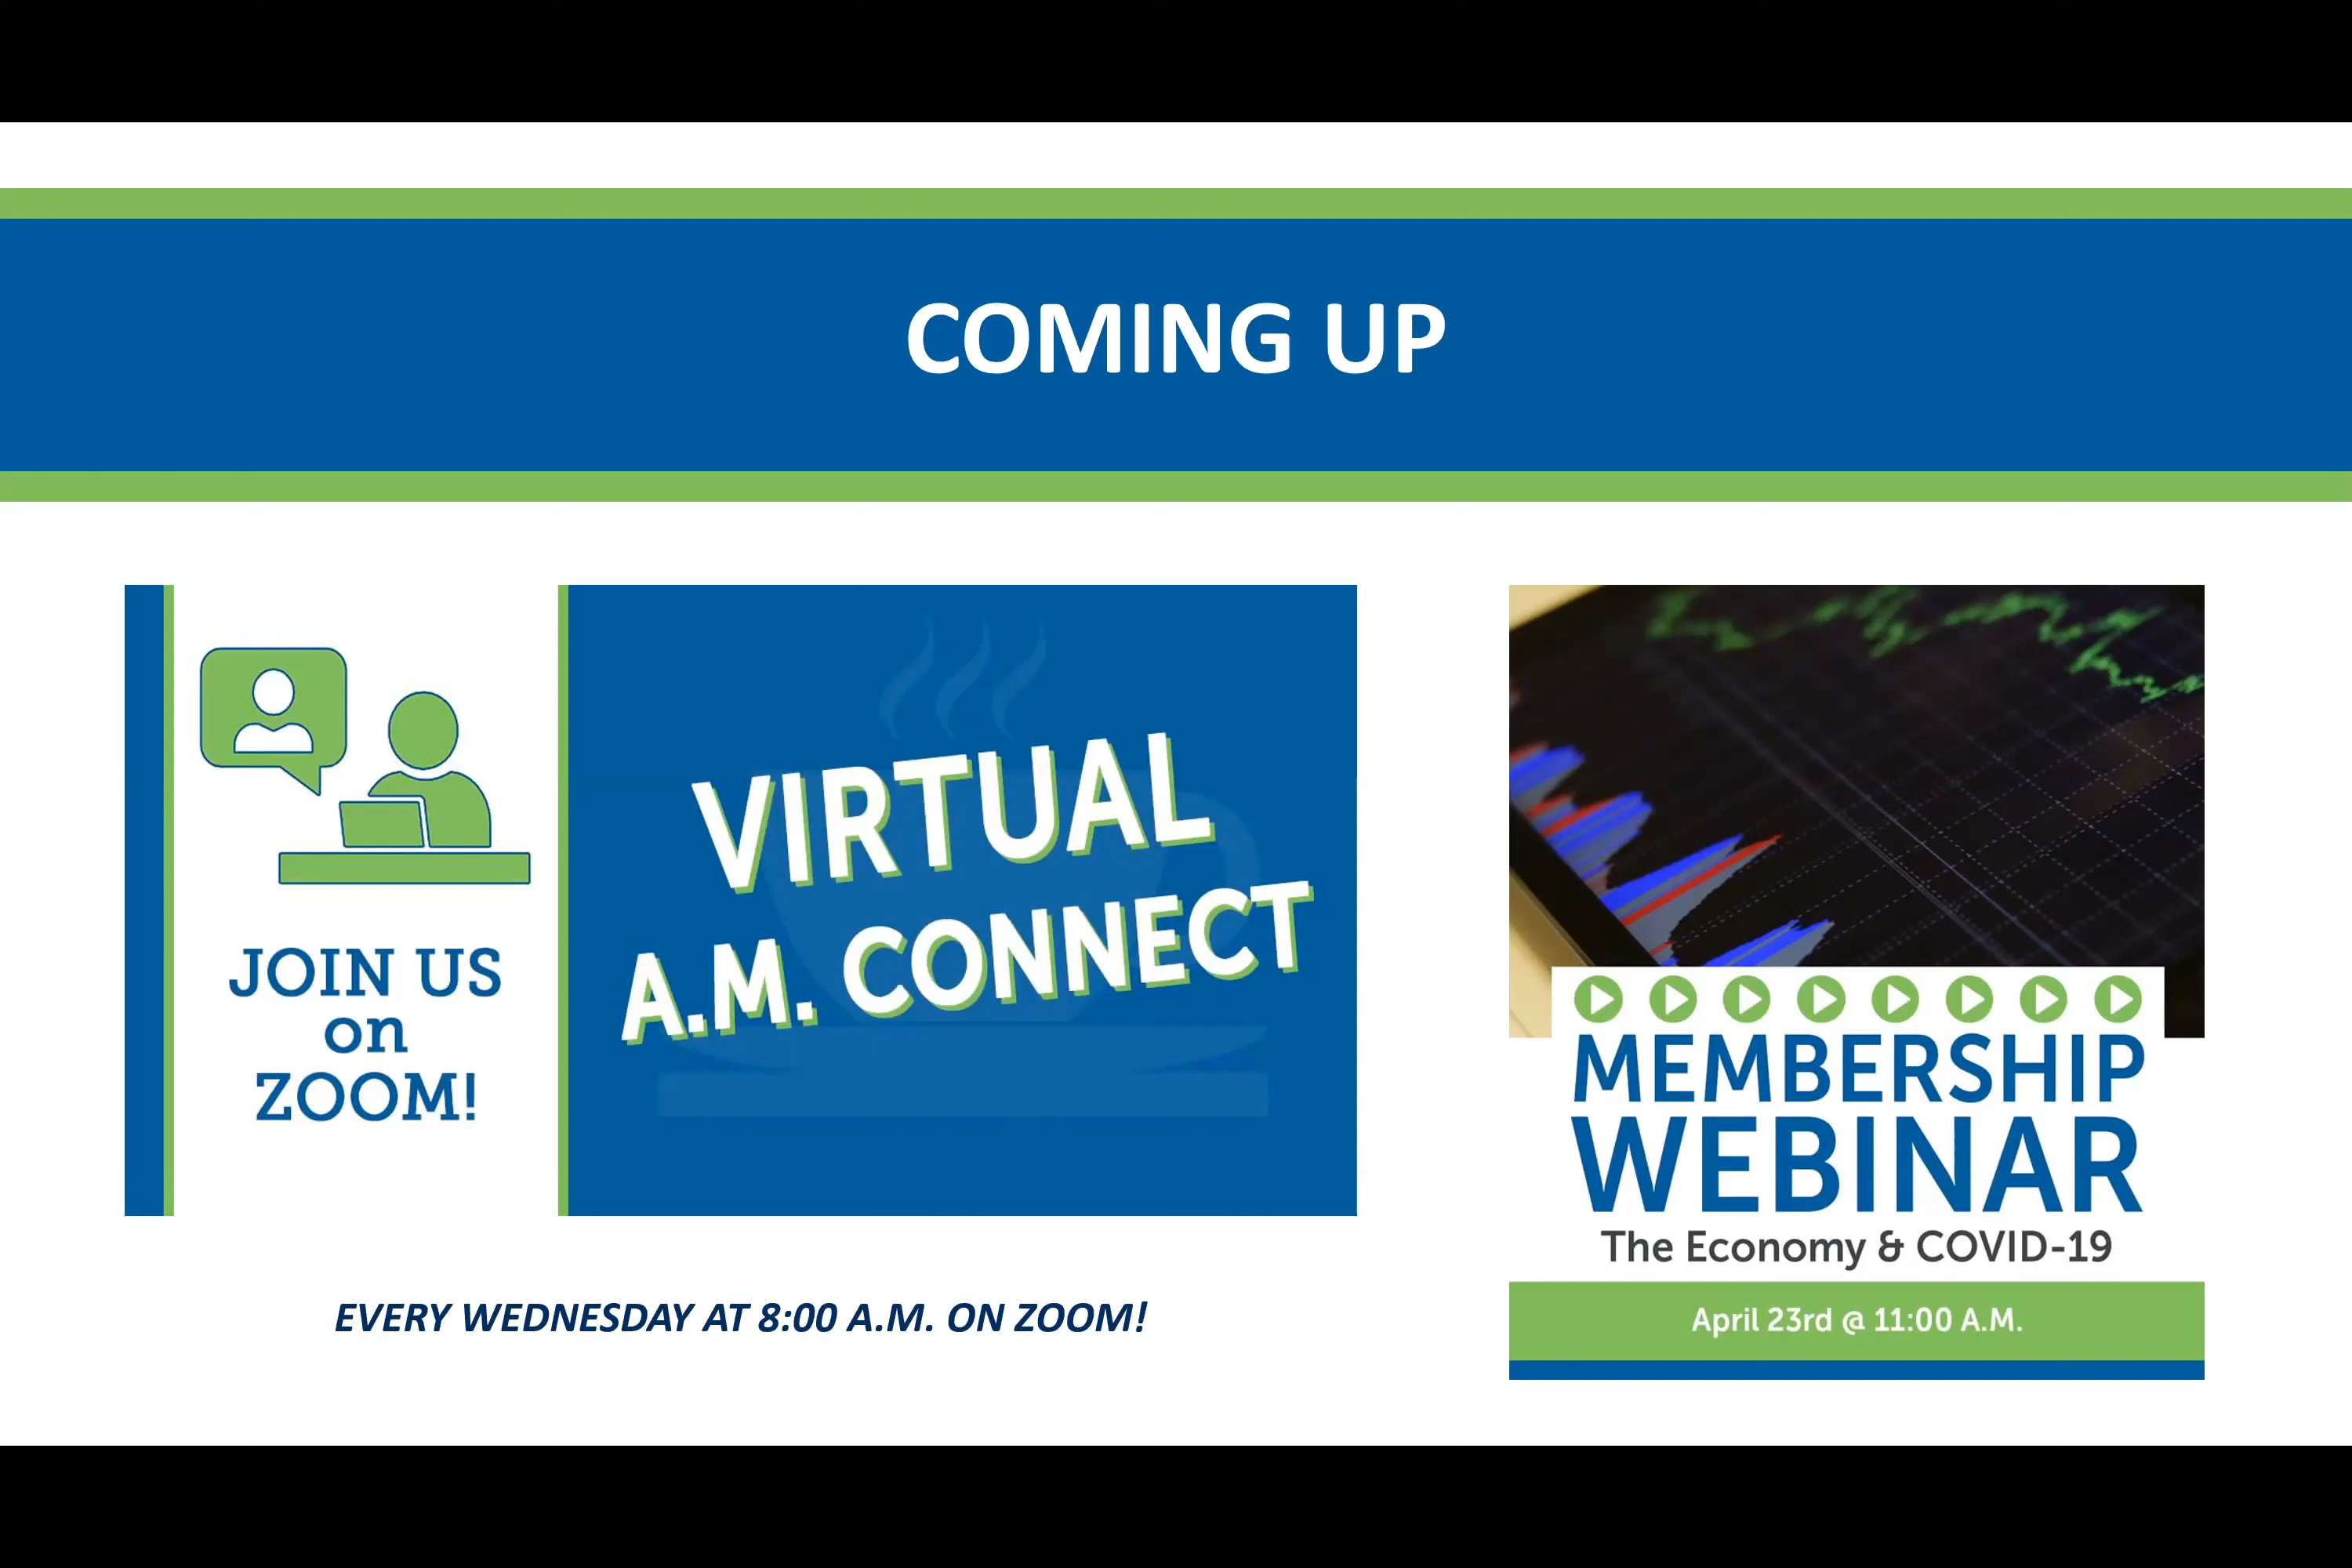 COMING UP
JOIN US
on
ZOOM!
VIRTUAL
A.M. CONNECT
EVERY WEDNESDAY AT 8:00 A.M. ON ZOOM!
MEMBERSHIP
WEBINAR
The Economy & COVID-19
April 23rd @ 11:00 A.M.